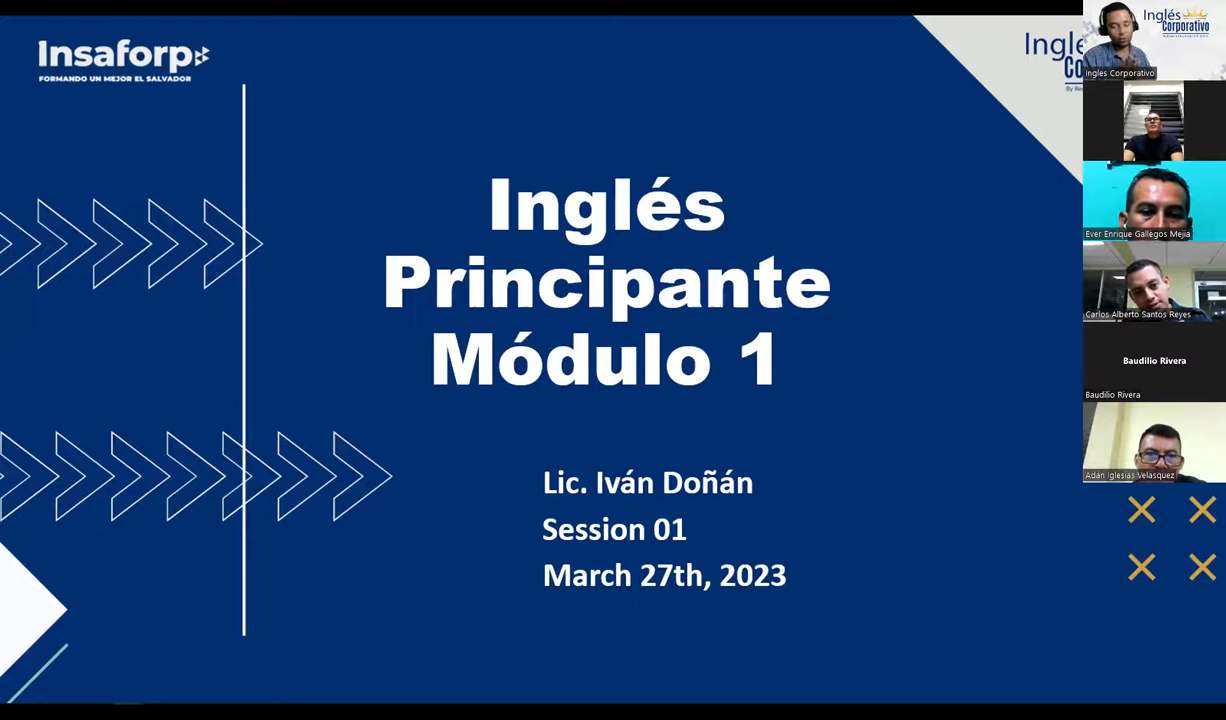 Insaforp
FORMANDO UN MEJOR EL SALVADOR
Inglés
Principante
Módulo 1
Lic. Iván Doñán
Session 01
March 27th, 2023
Inglés
Corporativo
Ingles Corporativo
Ever Enrique Gallegos Mejia
Carlos Alberto Santos Reyes
Baudilio Rivera
Baudilio Rivera
Adán Iglesias Velasquez